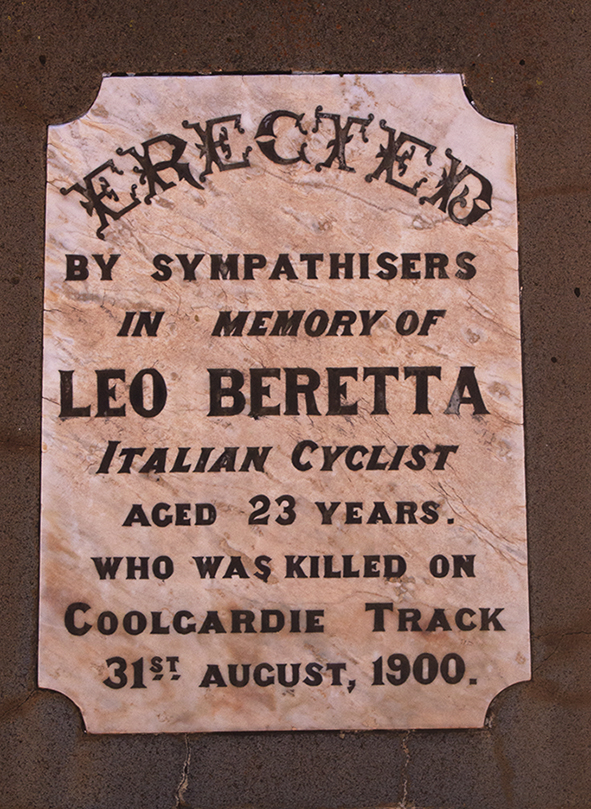 ERECTED
BY SYMPATHISERS
IN MEMORY OF
LEO BERETTA
ITALIAN CYCLIST
AGED 23 YEARS.
WHO WAS KILLED ON
COOLGARDIE TRACK
31ST AUGUST, 1900.